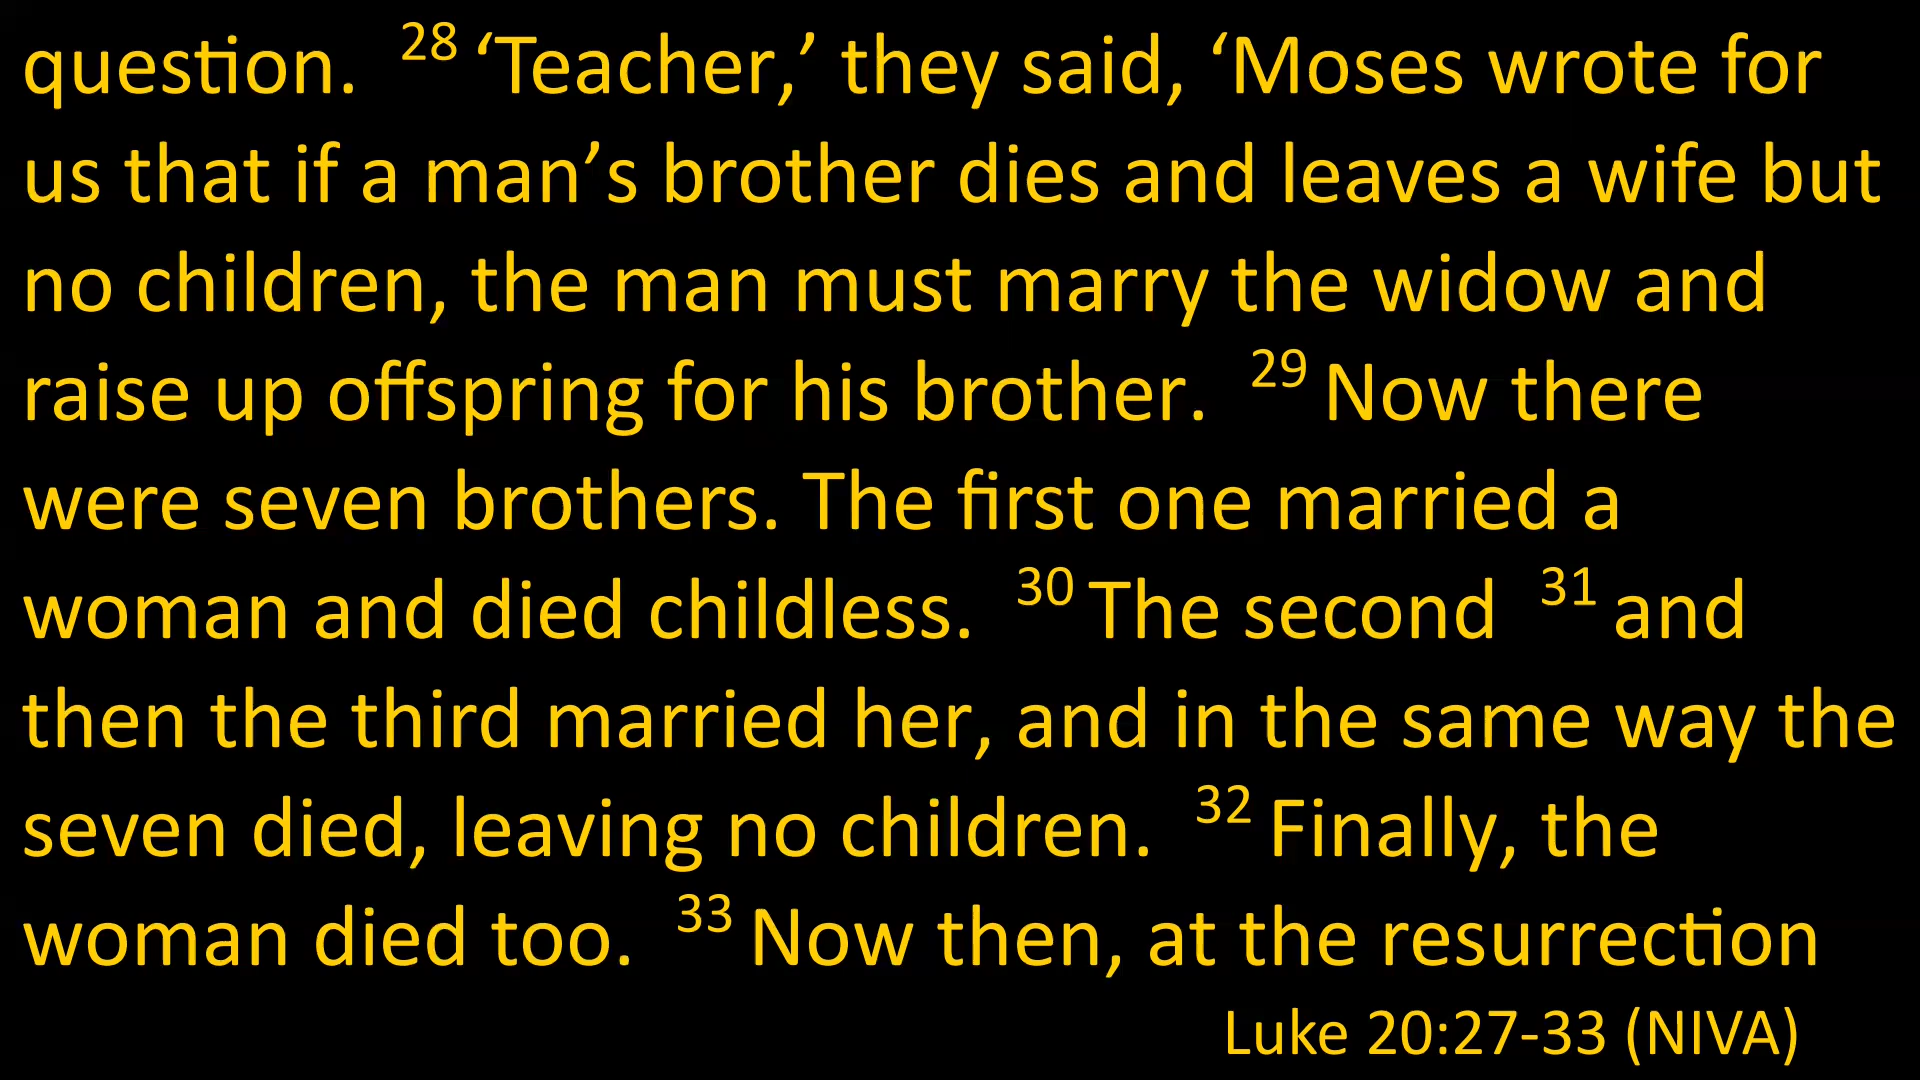 question.  28 ‘Teacher,’ they said, ‘Moses wrote for
us that if a man’s brother dies and leaves a wife but
no children, the man must marry the widow and
raise up offspring for his brother.  29 Now there
were seven brothers. The first one married a
woman and died childless.  30 The second  31 and
then the third married her, and in the same way the
seven died, leaving no children.  32 Finally, the
woman died too.  33 Now then, at the resurrection
Luke 20:27-33 (NIVA)